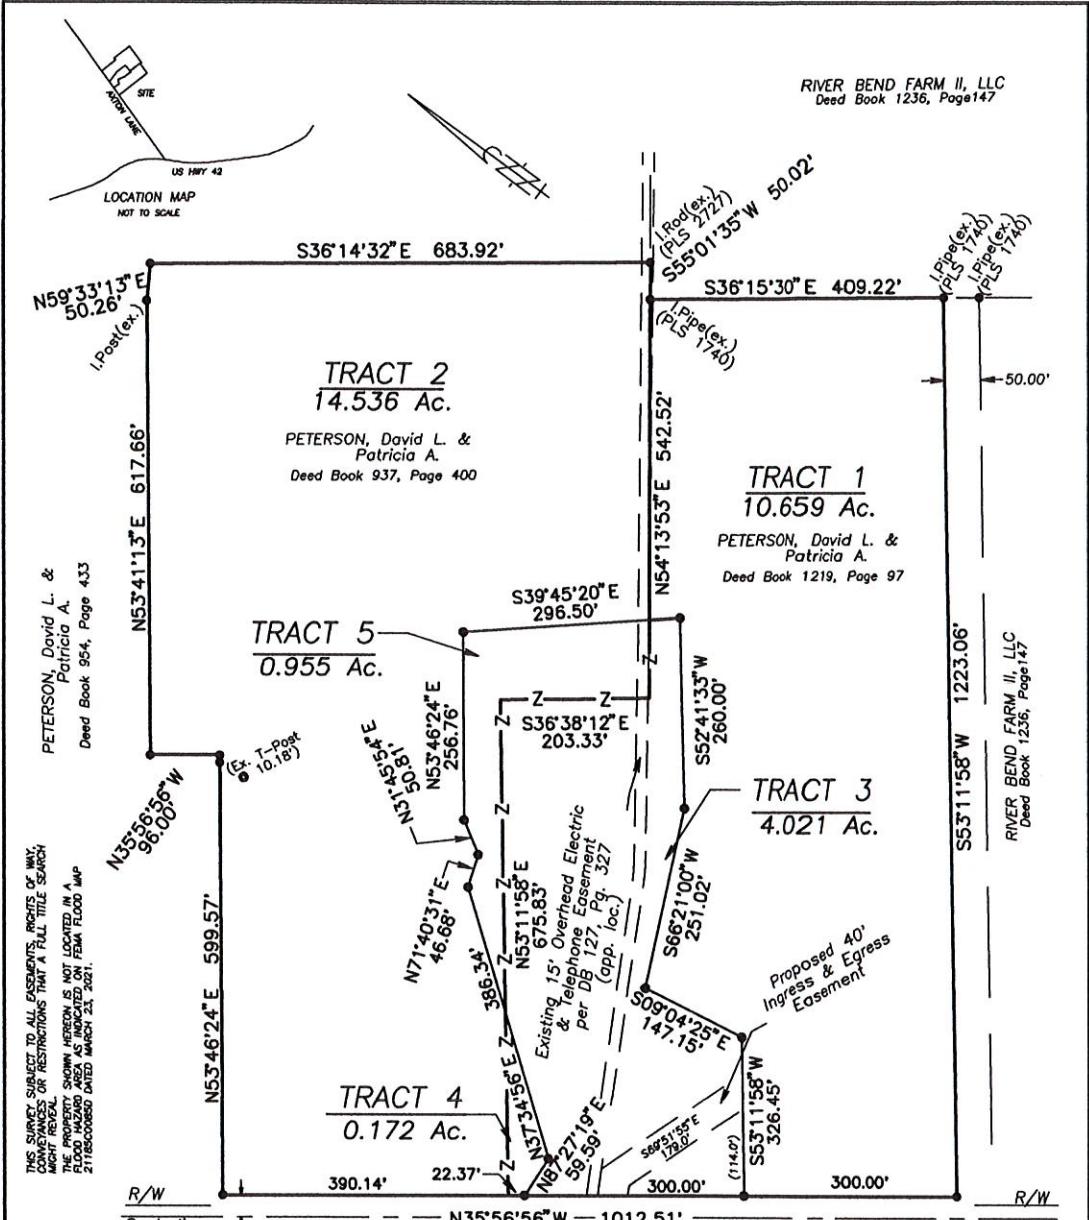 RIVER BEND FARM II, LLC
Deed Book 1236, Page147
SITE
AXTON LANE
US HWY 42
LOCATION MAP
NOT TO SCALE
I.Rod(ex.)
(PLS 2727)
S55°01'35"W 50.02'
I.Pipe(ex.)
(PLS 1740)
I.Pipe(ex.)
(PLS 1740)
S36°14'32"E 683.92'
N59°33'13"E
50.26'
I.Post(ex.)
S36°15'30"E 409.22'
I.Pipe(ex.)
(PLS 1740)
50.00'
TRACT 2
14.536 Ac.
PETERSON, David L. &
Patricia A.
Deed Book 937, Page 400
N53°41'13"E 617.66'
N54°13'53"E 542.52'
TRACT 1
10.659 Ac.
PETERSON, David L. &
Patricia A.
Deed Book 1219, Page 97
PETERSON, David L. &
Patricia A.
Deed Book 954, Page 433
S39°45'20"E
296.50'
TRACT 5
0.955 Ac.
S53°11'58"W 1223.06'
RIVER BEND FARM II, LLC
Deed Book 1236, Page147
Z
Z Z
S36°38'12"E
203.33'
N53°46'24"E
256.76'
S52°41'33"W
260.00'
N31°45'54"E
50.81'
(Ex. T-Post
10.18')
N35°56'56"W
96.00'
TRACT 3
4.021 Ac.
N71°40'31"E
46.68'
Z
Z
Z
Z
Z
Z
N53°11'58"E
675.83'
Existing 15' Overhead Electric
& Telephone Easement
per DB 127, Pg. 327
(app. loc.)
S66°21'00"W
251.02'
THIS SURVEY SUBJECT TO ALL EASEMENTS, RIGHTS OF WAY,
CONVEYANCES OR RESTRICTIONS THAT A FULL TITLE SEARCH
MIGHT REVEAL.
THE PROPERTY SHOWN HEREON IS NOT LOCATED IN A
FLOOD HAZARD AREA AS INDICATED ON FEMA FLOOD MAP
21185C0085D DATED MARCH 23, 2021.
N53°46'24"E 599.57'
N37°34'56"E 386.34'
S09°04'25"E
147.15'
Proposed 40'
Ingress & Egress
Easement
TRACT 4
0.172 Ac.
N87°27'19"E
59.59'
S69°51'55"E
179.0'
(114.0')
S53°11'58"W
326.45'
R/W
390.14'
22.37'
300.00'
300.00'
R/W
N35°56'56"W — 1012.51'